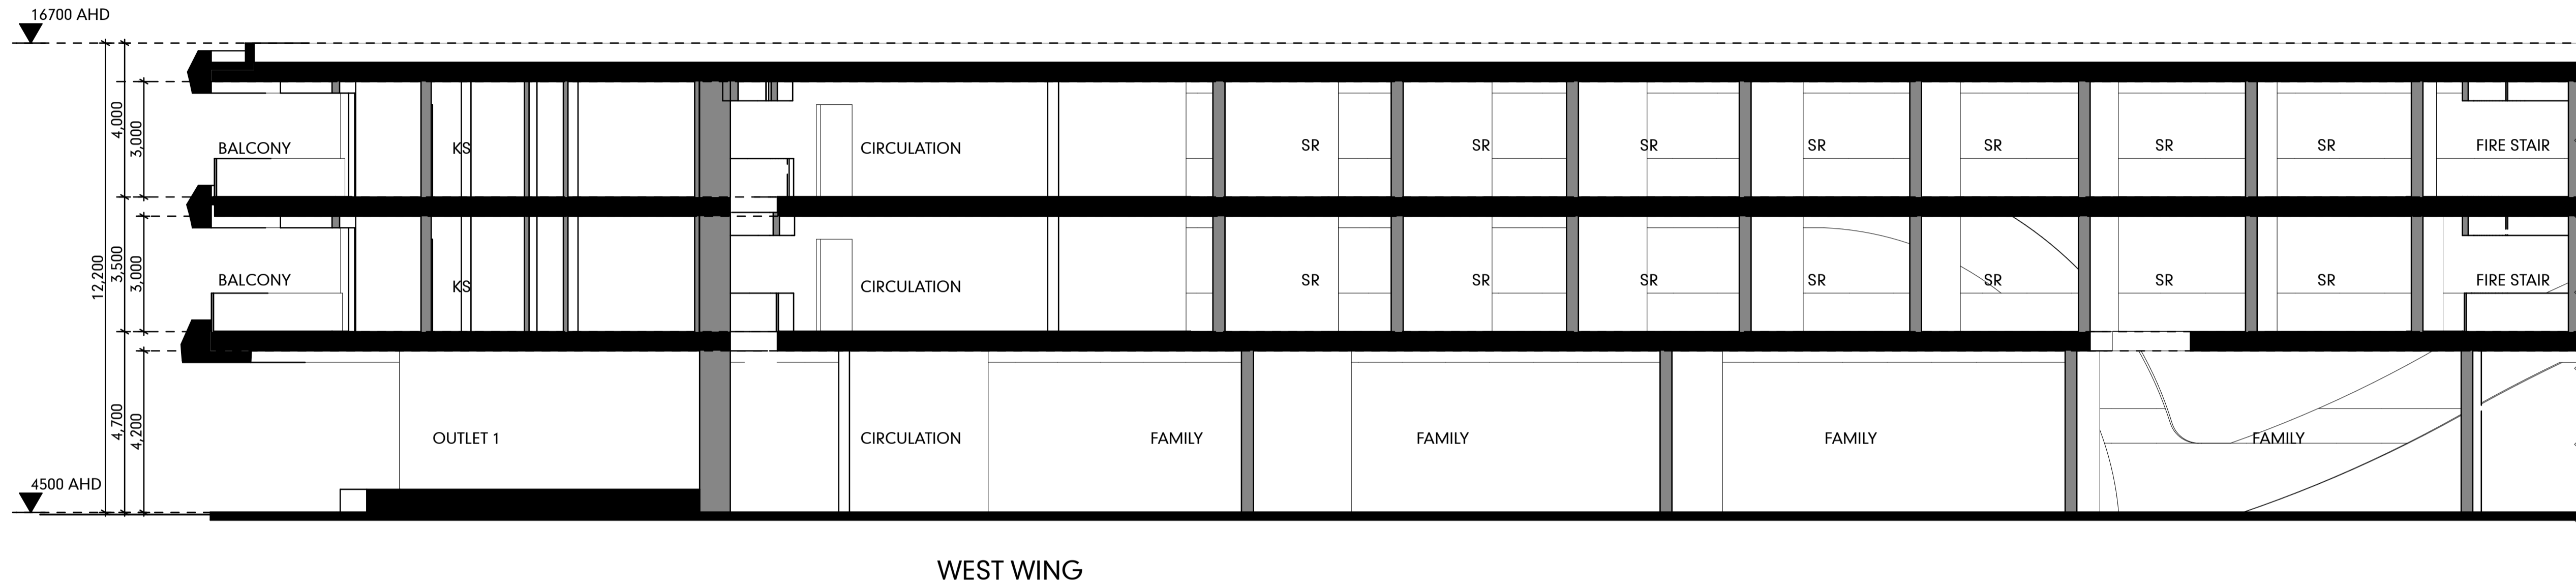 16700 AHD
4,000
3,000
BALCONY
KS
CIRCULATION
SR
SR
SR
SR
SR
SR
SR
FIRE STAIR
12,200
3,500
3,000
BALCONY
KS
CIRCULATION
SR
SR
SR
SR
SR
SR
SR
FIRE STAIR
4,700
4,200
OUTLET 1
CIRCULATION
FAMILY
FAMILY
FAMILY
FAMILY
4500 AHD
WEST WING